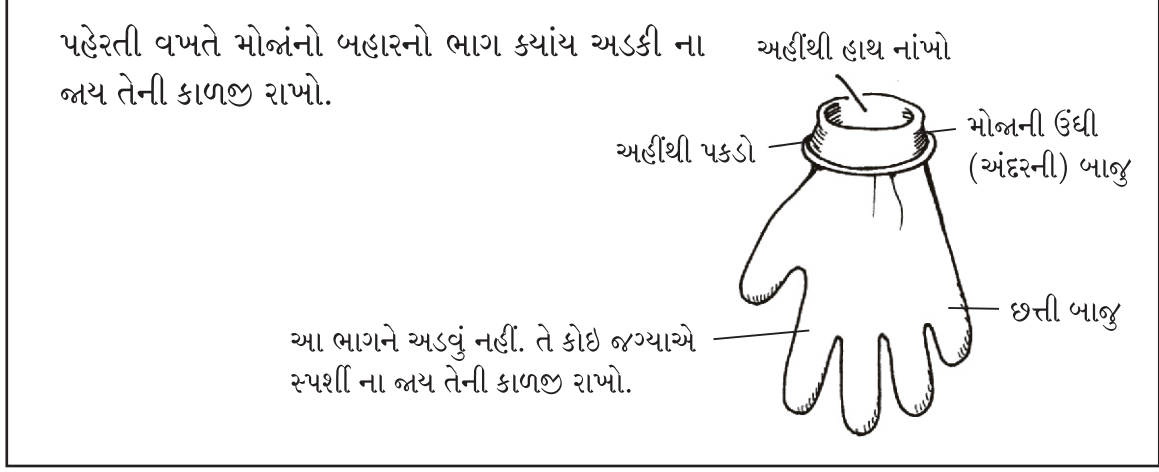 પહેરતી વખતે મોજાંનો બહારનો ભાગ ક્યાંય અડકી ના
જાય તેની કાળજી રાખો.
અહીંથી હાથ નાંખો
અહીંથી પકડો
મોજાની ઉંઘી
(અંદરની) બાજુ
છત્તી બાજુ
આ ભાગને અડવું નહીં. તે કોઇ જગ્યાએ
સ્પર્શી ના જાય તેની કાળજી રાખો.